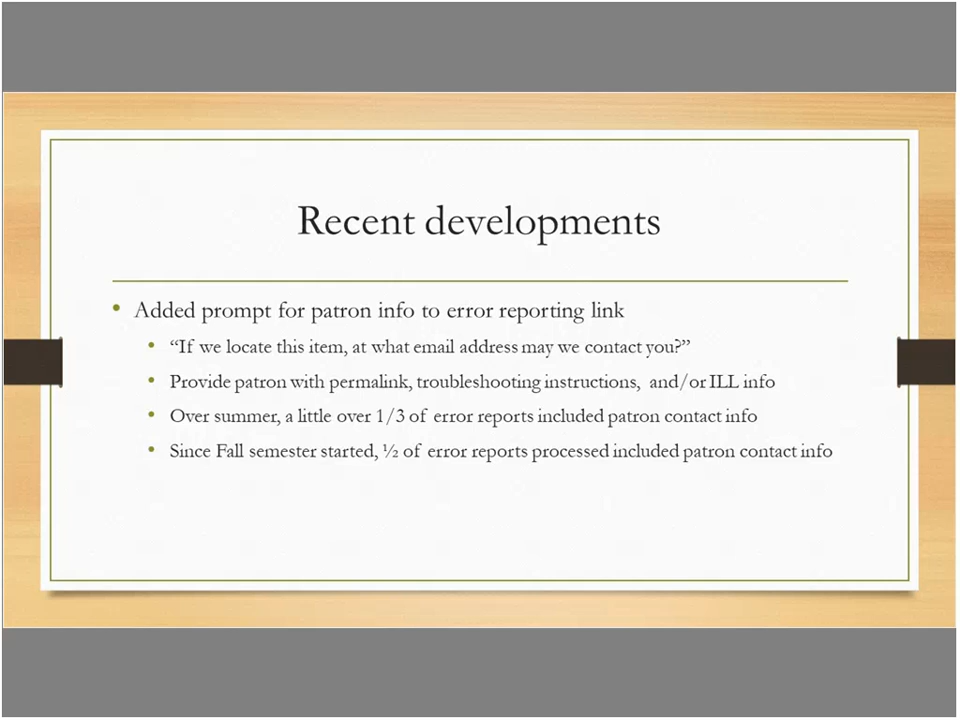 Recent developments
• Added prompt for patron info to error reporting link
• “If we locate this item, at what email address may we contact you?”
• Provide patron with permalink, troubleshooting instructions, and/or ILL info
• Over summer, a little over 1/3 of error reports included patron contact info
• Since Fall semester started, ½ of error reports processed included patron contact info